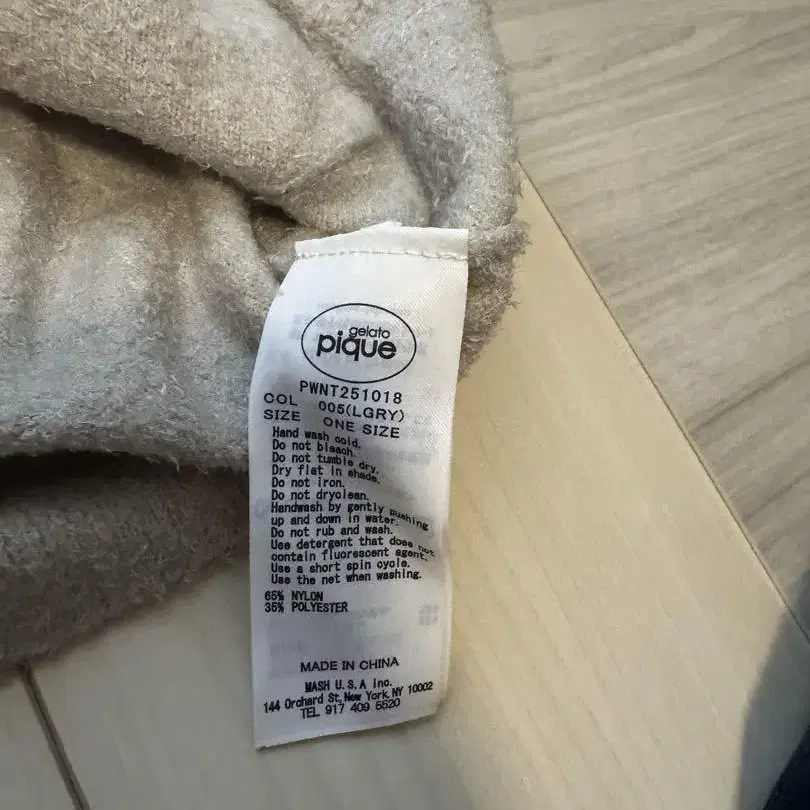 gelato
pique
PWNT251018
COL 005(LGRY)
SIZE ONE SIZE
Hand wash cold.
Do not bleach.
Do not tumble dry.
Dry flat in shade.
Do not iron.
Do not dryclean.
Handwash by gently pushing
up and down in water.
Do not rub and wash.
Use detergent that does not
contain fluorescent agent.
Use a short spin cycle.
Use the net when washing.
65% NYLON
35% POLYESTER
MADE IN CHINA
MASH U.S.A Inc.
144 Orchard St, New York, NY 10002
TEL 917 409 5520